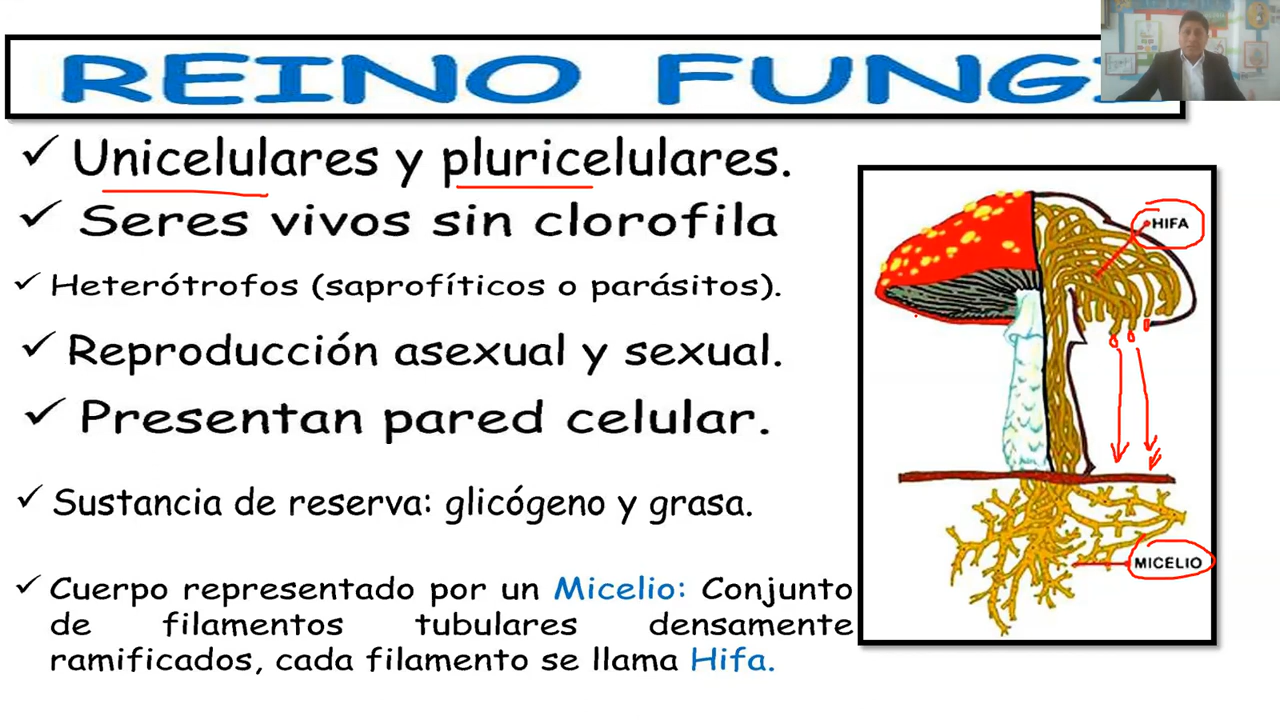 REINO FUNGI
✓ Unicelulares y pluricelulares.
✓ Seres vivos sin clorofila
✓ Heterótrofos (saprofíticos o parásitos).
✓ Reproducción asexual y sexual.
✓ Presentan pared celular.
✓ Sustancia de reserva: glicógeno y grasa.
✓ Cuerpo representado por un Micelio: Conjunto
de filamentos tubulares densamente
ramificados, cada filamento se llama Hifa.
HIFA
MICELIO